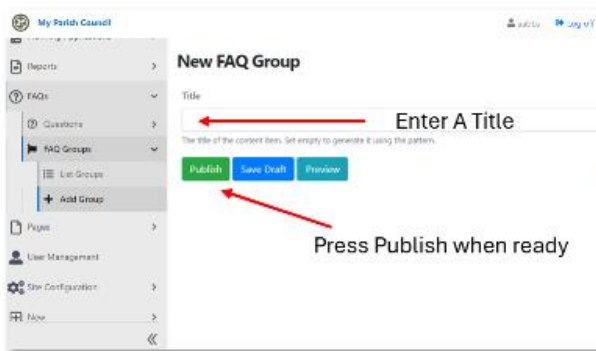 My Parish Council
Log off
Reports
FAQs
Questions
FAQ Groups
List Groups
Add Group
Pages
User Management
Site Configuration
New
New FAQ Group
Title
Enter A Title
The title of the content item. Set empty to generate it using the pattern.
Publish Save Draft Preview
Press Publish when ready